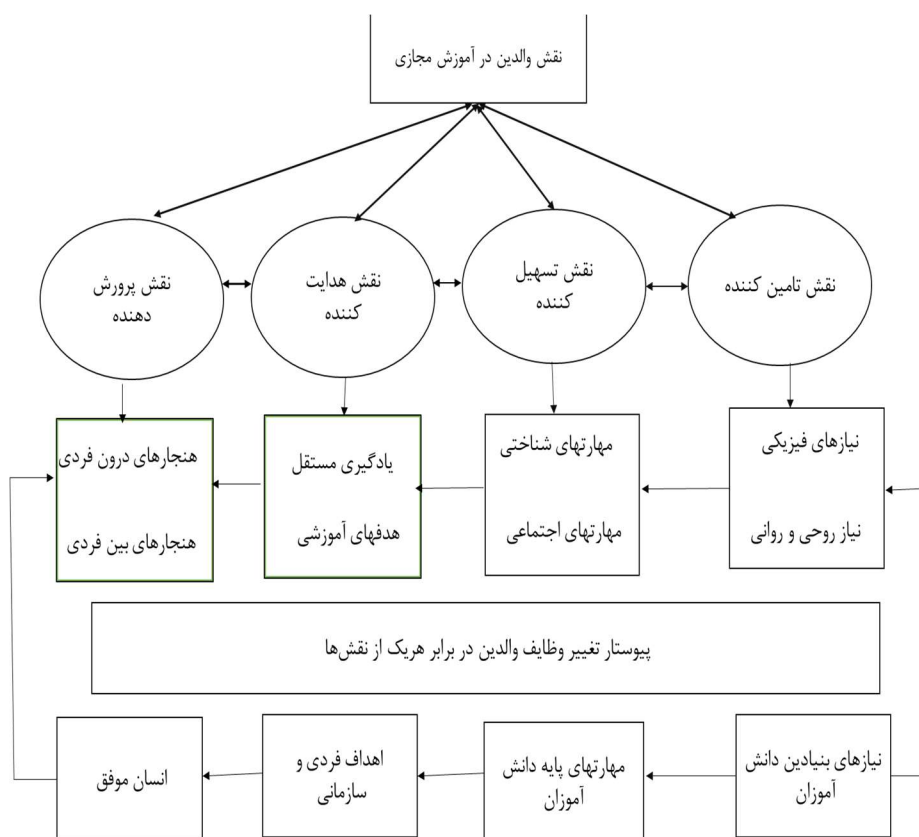 نقش والدین در آموزش مجازی
نقش تامین کننده
نقش تسهیل
کننده
نقش هدایت
کننده
نقش پرورش
دهنده
نیازهای فیزیکی
نیاز روحی و روانی
مهارتهای شناختی
مهارتهای اجتماعی
یادگیری مستقل
هدفهای آموزشی
هنجارهای درون فردی
هنجارهای بین فردی
پیوستار تغییر وظایف والدین در برابر هریک از نقش‌ها
نیازهای بنیادین دانش
آموزان
مهارتهای پایه دانش
آموزان
اهداف فردی و
سازمانی
انسان موفق